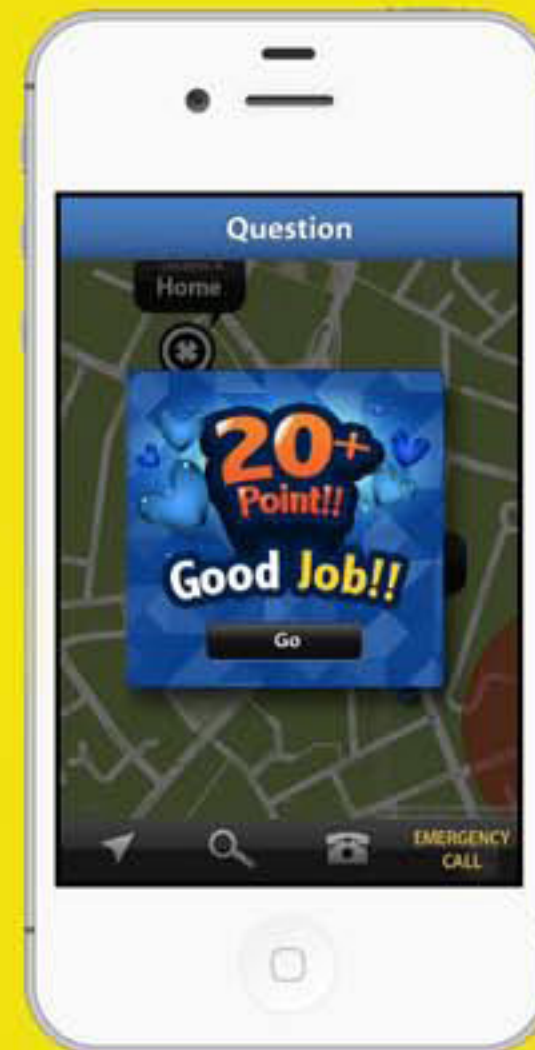 Question
Home
20+
Point!!
Good Job!!
Go
EMERGENCY
CALL